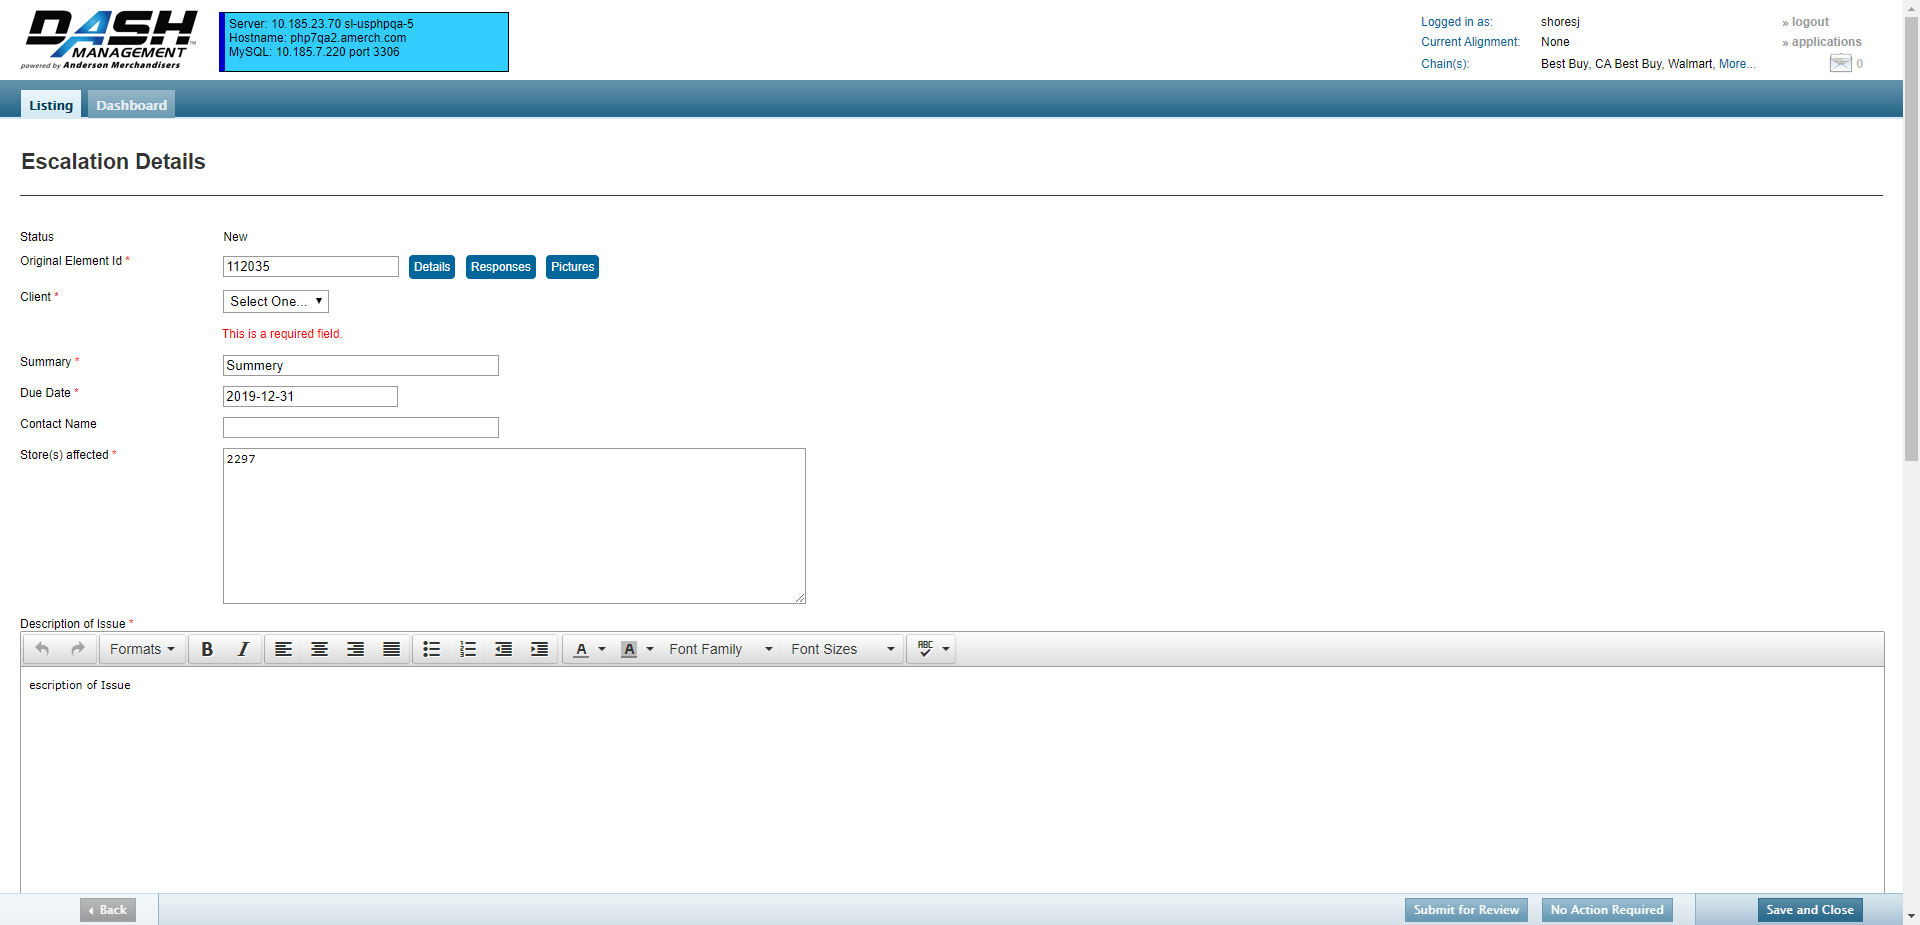 DASH
MANAGEMENT™
powered by Anderson Merchandisers
Server: 10.185.23.70 sl-usphpqa-5
Hostname: php7qa2.amerch.com
MySQL: 10.185.7.220 port 3306
Logged in as: shoresj
Current Alignment: None
Chain(s): Best Buy, CA Best Buy, Walmart, More...
» logout
» applications
0
Listing Dashboard
Escalation Details
Status New
Original Element Id * 112035 Details Responses Pictures
Client * Select One...
This is a required field.
Summary * Summery
Due Date * 2019-12-31
Contact Name
Store(s) affected * 2297
Description of Issue *
Formats B I A A Font Family Font Sizes ABC
escription of Issue
Back Submit for Review No Action Required Save and Close